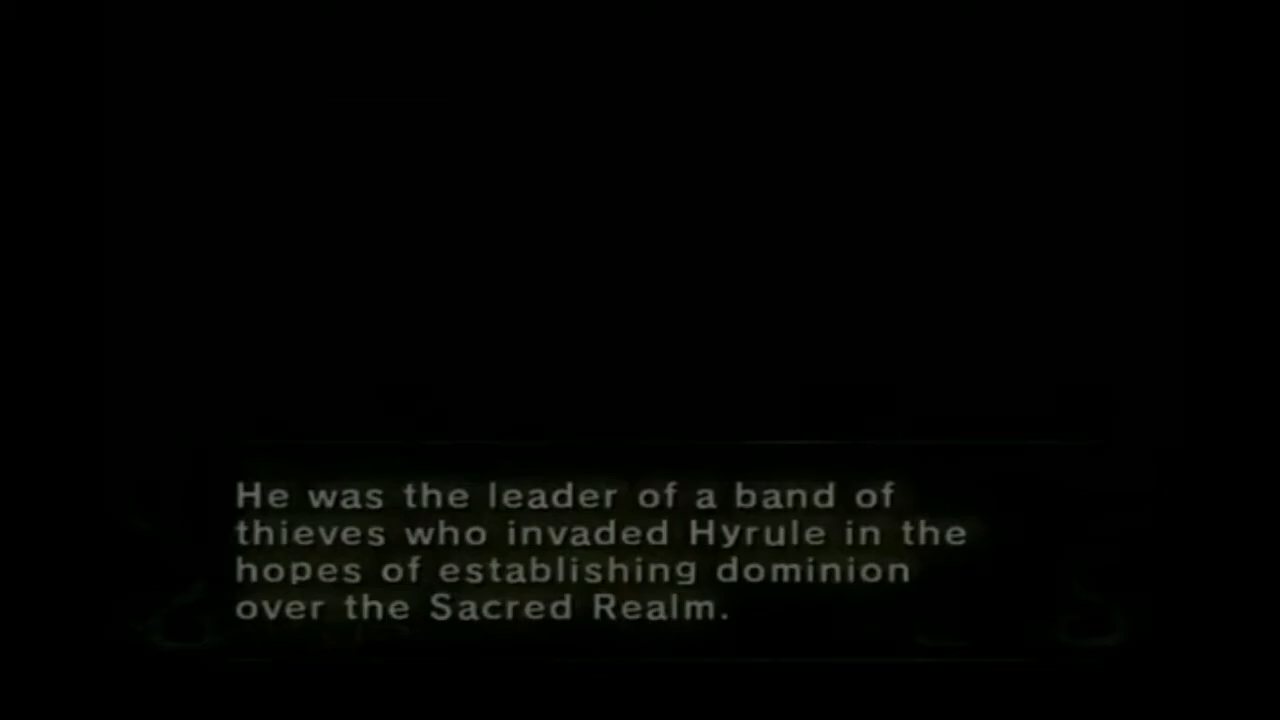 He was the leader of a band of
thieves who invaded Hyrule in the
hopes of establishing dominion
over the Sacred Realm.